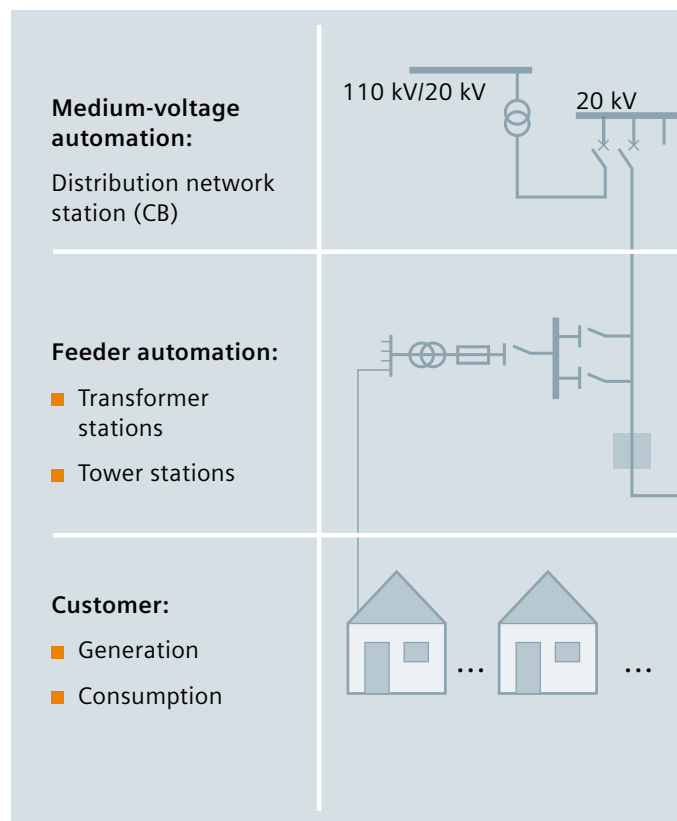 Medium-voltage
automation:
Distribution network
station (CB)
110 kV/20 kV
20 kV
Feeder automation:
Transformer
stations
Tower stations
Customer:
Generation
Consumption
...
...